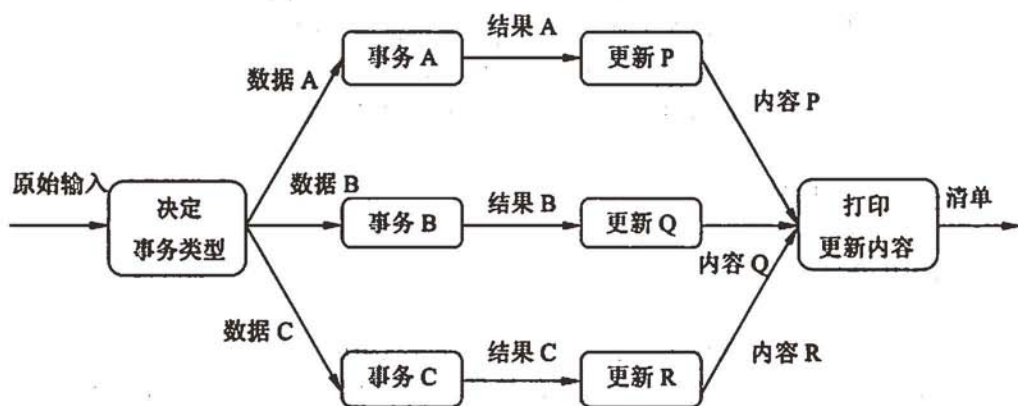 结果 A
事务 A
更新 P
数据 A
内容 P
原始输入
数据 B
结果 B
清单
决定
事务类型
事务 B
更新 Q
打印
更新内容
内容 Q
数据 C
结果 C
内容 R
事务 C
更新 R